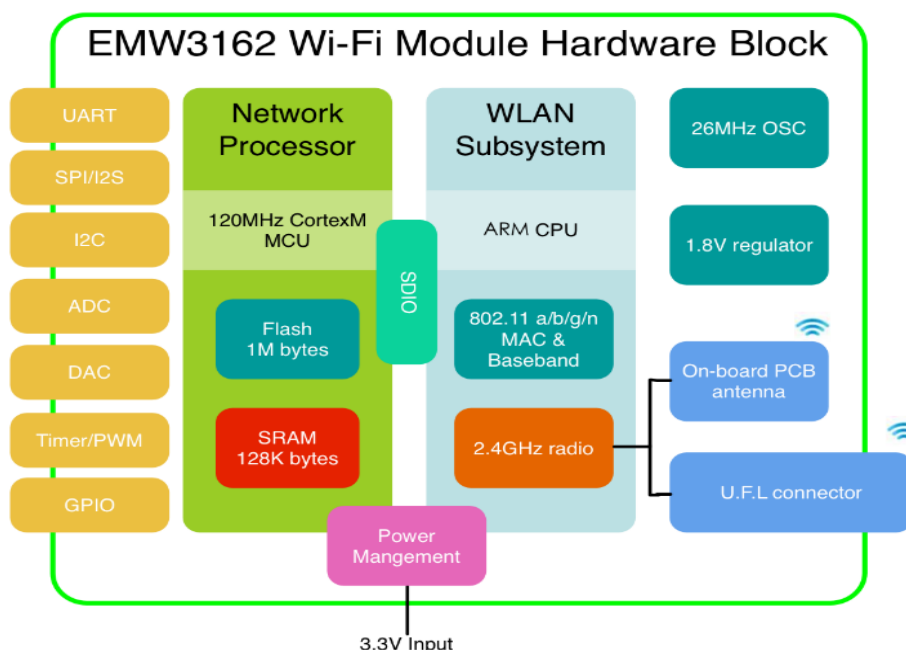 EMW3162 Wi-Fi Module Hardware Block
UART
SPI/I2S
I2C
ADC
DAC
Timer/PWM
GPIO
Network
Processor
120MHz CortexM
MCU
Flash
1M bytes
SRAM
128K bytes
SDIO
WLAN
Subsystem
ARM CPU
802.11 a/b/g/n
MAC &
Baseband
2.4GHz radio
26MHz OSC
1.8V regulator
On-board PCB
antenna
U.F.L connector
Power
Mangement
3.3V Input